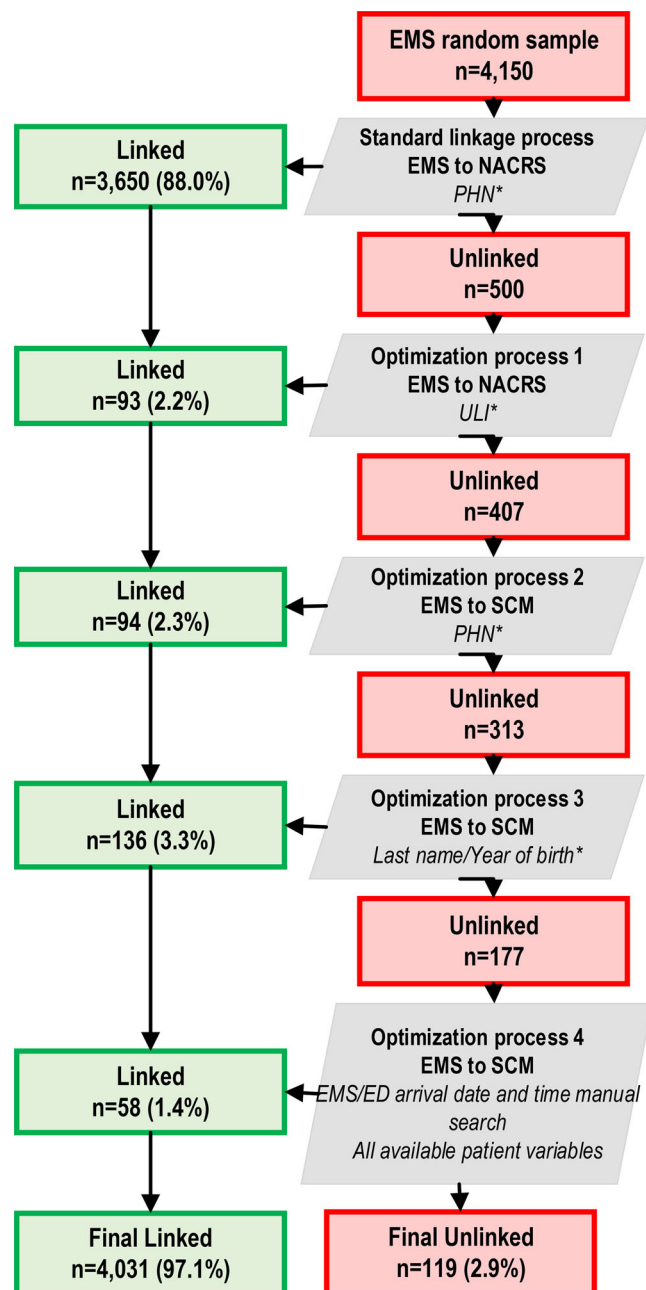 EMS random sample
n=4,150
Standard linkage process
EMS to NACRS
PHN*
Linked
n=3,650 (88.0%)
Unlinked
n=500
Optimization process 1
EMS to NACRS
ULI*
Linked
n=93 (2.2%)
Unlinked
n=407
Optimization process 2
EMS to SCM
PHN*
Linked
n=94 (2.3%)
Unlinked
n=313
Optimization process 3
EMS to SCM
Last name/Year of birth*
Linked
n=136 (3.3%)
Unlinked
n=177
Optimization process 4
EMS to SCM
EMS/ED arrival date and time manual
search
All available patient variables
Linked
n=58 (1.4%)
Final Linked
n=4,031 (97.1%)
Final Unlinked
n=119 (2.9%)